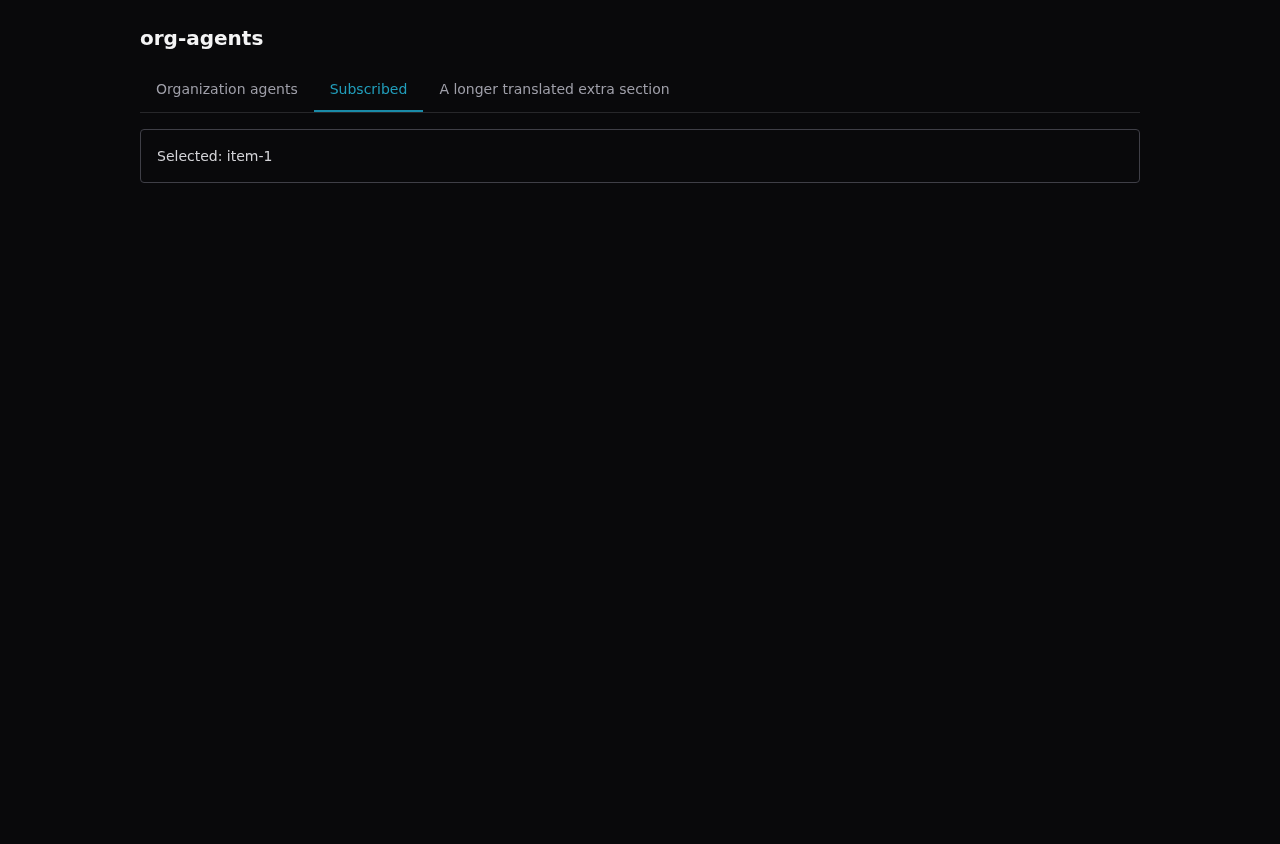 org-agents
Organization agents Subscribed A longer translated extra section
Selected: item-1